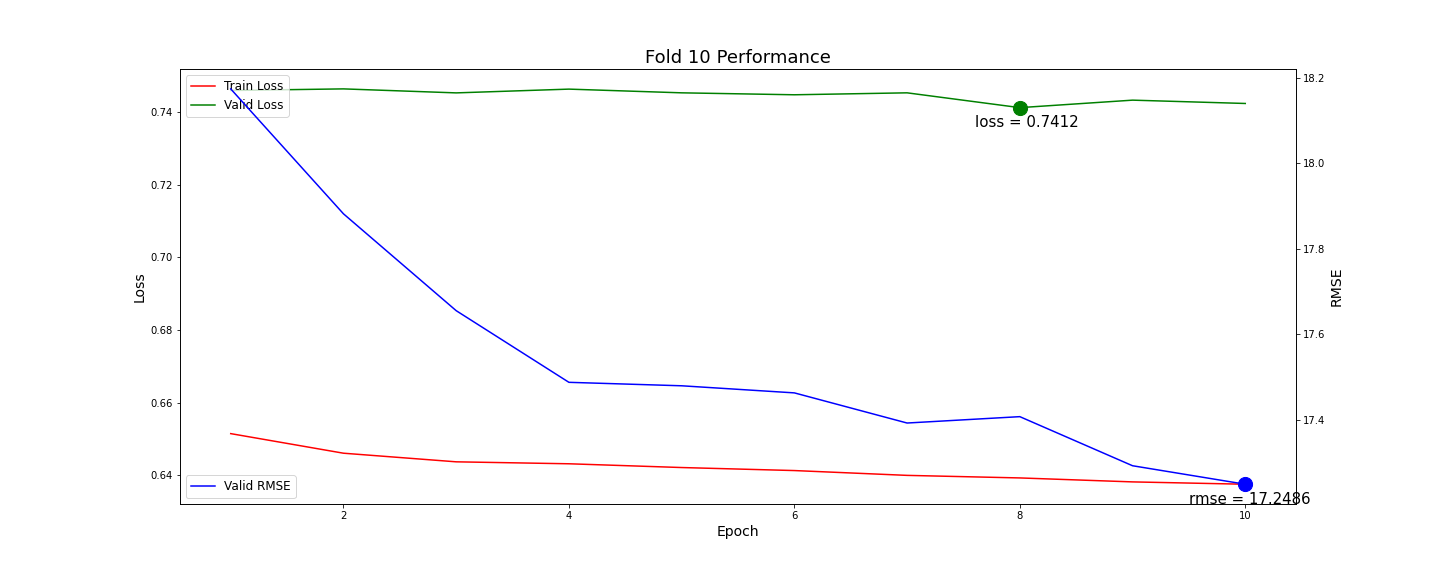 Fold 10 Performance
Train Loss
Valid Loss
Valid RMSE
loss = 0.7412
rmse = 17.2486
Loss
0.74
0.72
0.70
0.68
0.66
0.64
RMSE
18.2
18.0
17.8
17.6
17.4
2
4
6
8
10
Epoch